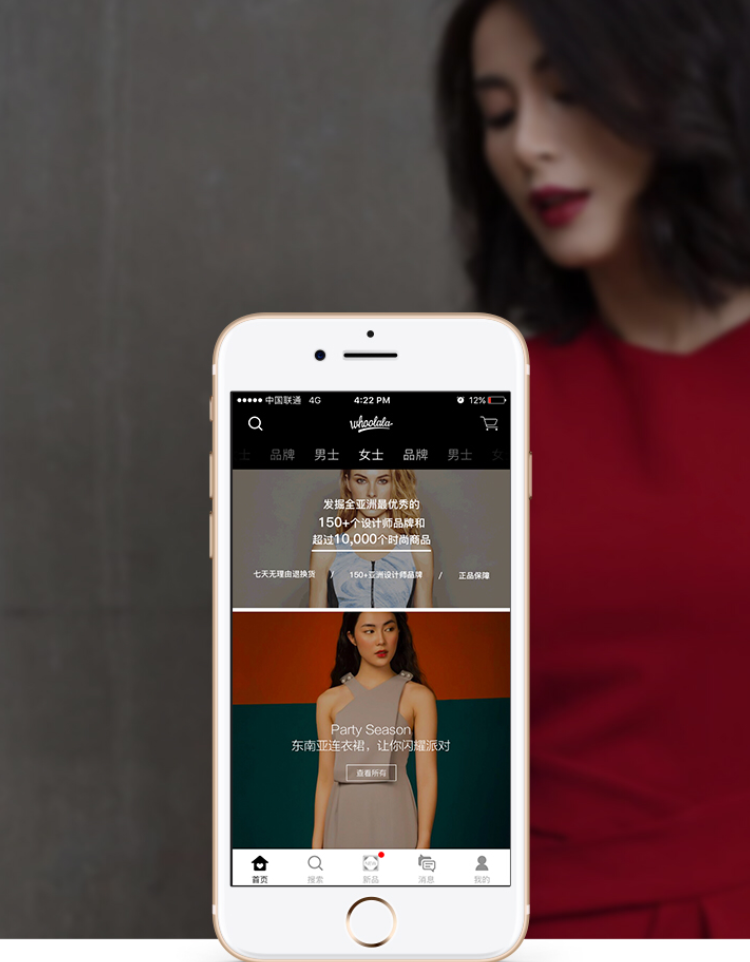 中国联通 4G 4:22 PM 12%
Whoolala
士 品牌 男士 女士 品牌 男士 女
发掘全亚洲最优秀的
150+个设计师品牌和
超过10,000个时尚商品
七天无理由退换货 / 150+亚洲设计师品牌 / 正品保障
Party Season
东南亚连衣裙，让你闪耀派对
查看所有
NEW
首页 搜索 新品 消息 我的